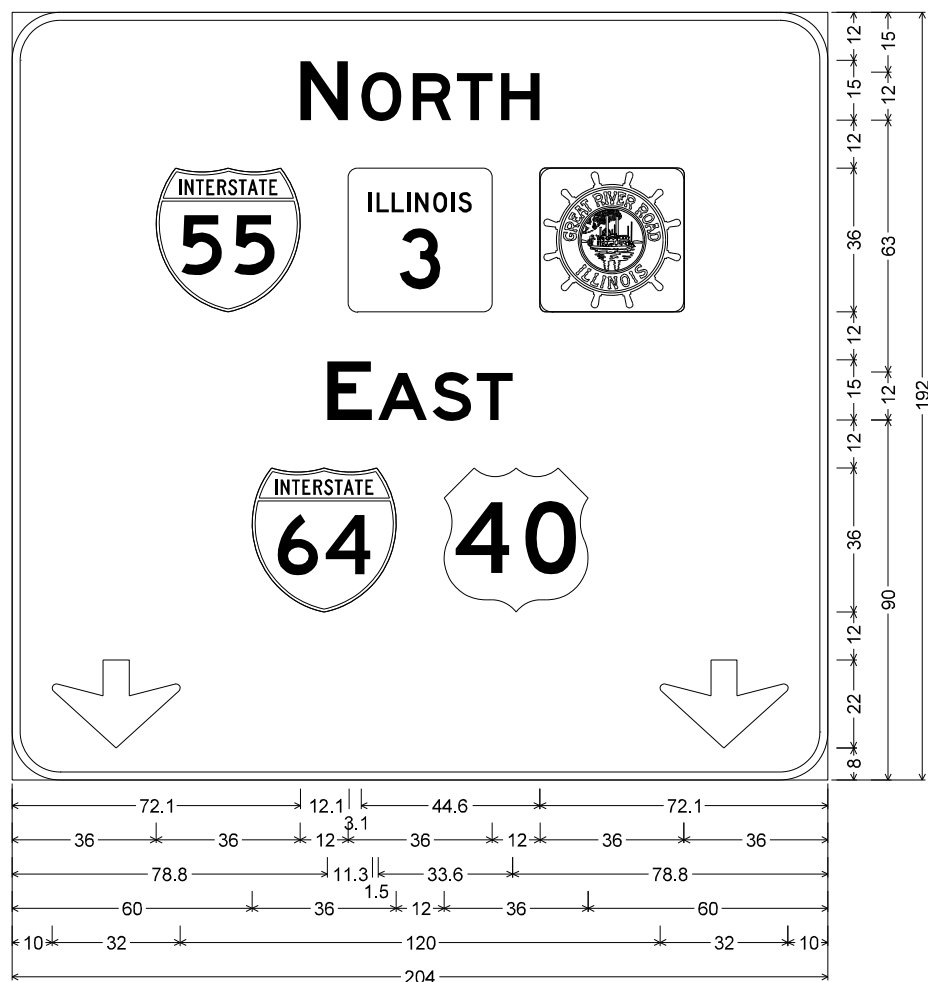 NORTH
INTERSTATE
55
ILLINOIS
3
GREAT RIVER ROAD
ILLINOIS
EAST
INTERSTATE
64
40
12
15
12
36
12
15
12
36
12
22
8
15
12
63
12
90
192
72.1 12.1 3.1 44.6 72.1
36 36 12 36 12 36 36
78.8 11.3 1.5 33.6 78.8
60 36 12 36 60
10 32 120 32 10
204